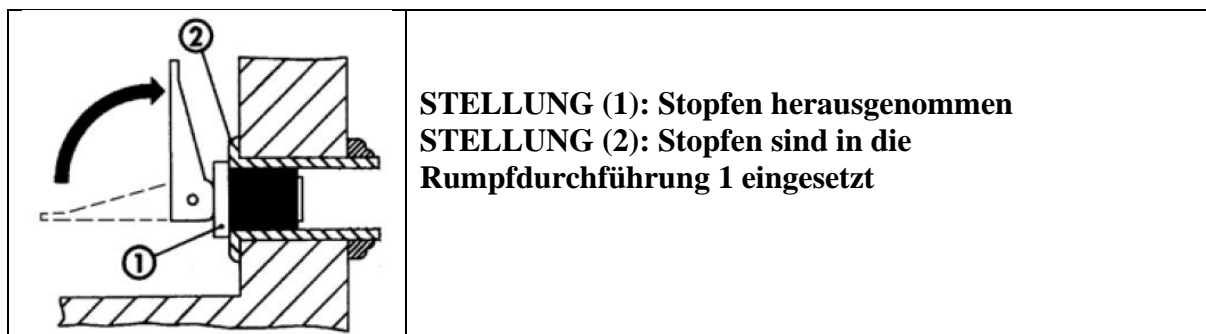 2
1
STELLUNG (1): Stopfen herausgenommen
STELLUNG (2): Stopfen sind in die
Rumpfdurchführung 1 eingesetzt